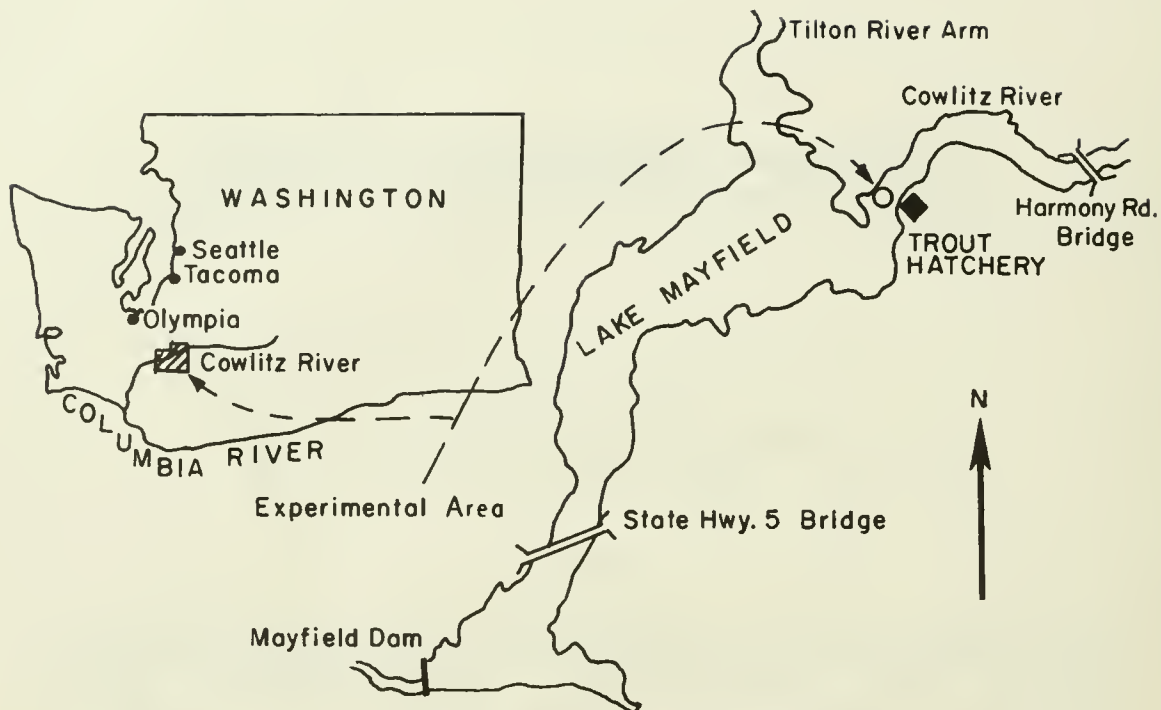 Tilton River Arm
Cowlitz River
WASHINGTON
Harmony Rd.
Bridge
Seattle
Tacoma
TROUT
HATCHERY
LAKE MAYFIELD
Olympia
Cowlitz River
COLUMBIA RIVER
N
Experimental Area
State Hwy. 5 Bridge
Mayfield Dam